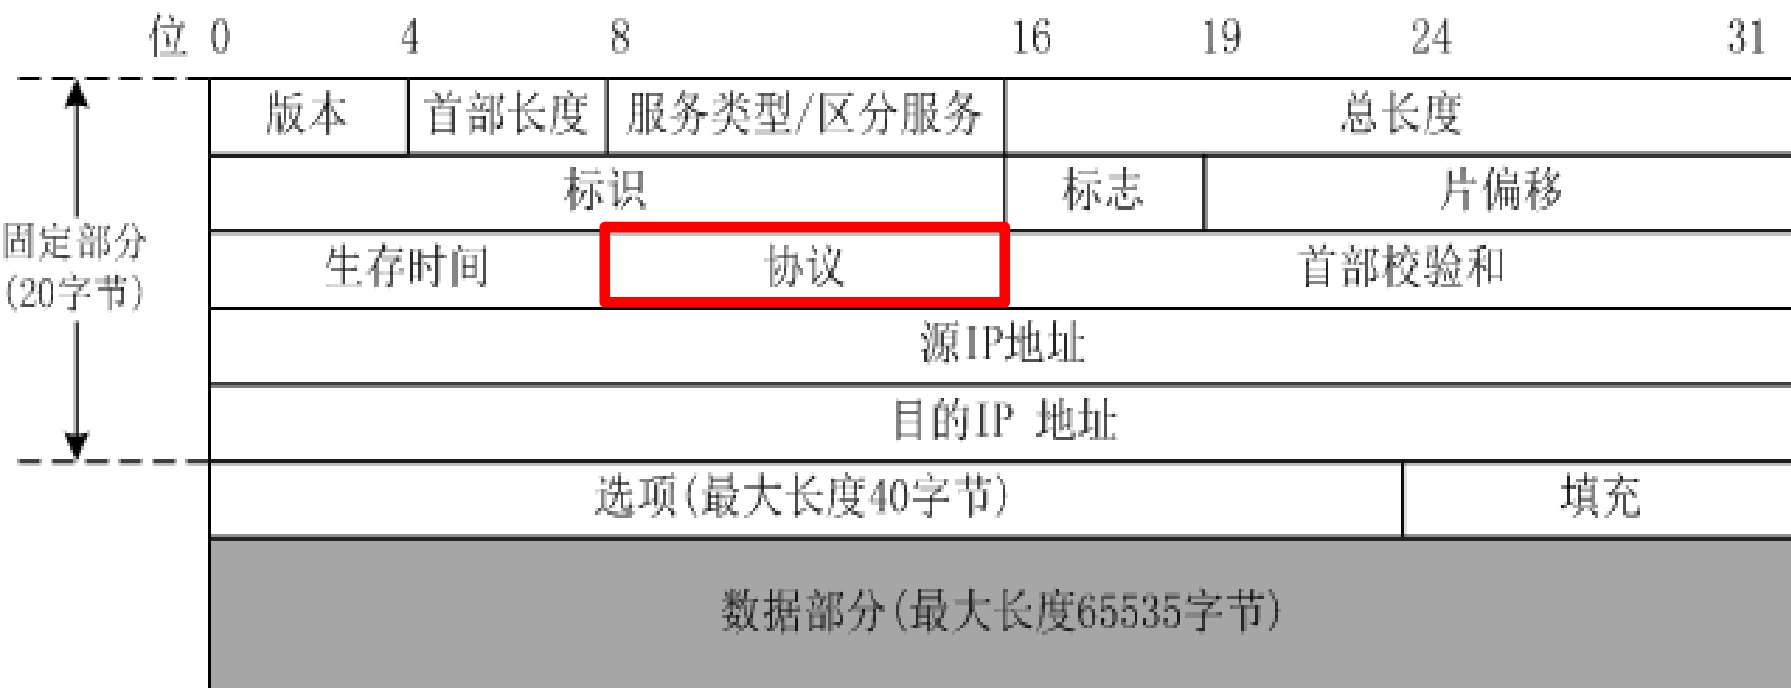 位 0 4 8 16 19 24 31
版本 首部长度 服务类型/区分服务 总长度
标识 标志 片偏移
固定部分
(20字节)
生存时间 协议 首部校验和
源IP地址
目的IP 地址
选项(最大长度40字节) 填充
数据部分(最大长度65535字节)